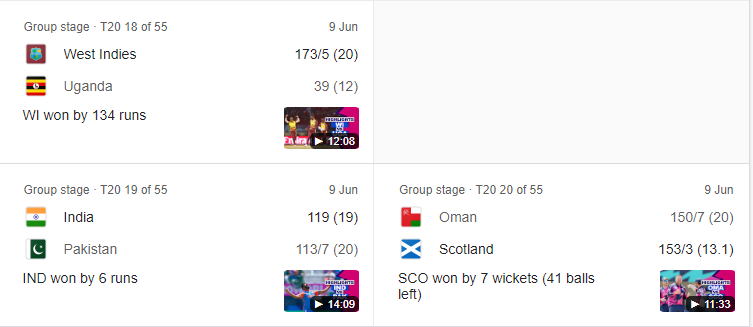 Group stage · T20 18 of 55 9 Jun
West Indies 173/5 (20)
Uganda 39 (12)
WI won by 134 runs
HIGHLIGHTS
WI
12:08
Group stage · T20 19 of 55 9 Jun
India 119 (19)
Pakistan 113/7 (20)
IND won by 6 runs
HIGHLIGHTS
IND
14:09
Group stage · T20 20 of 55 9 Jun
Oman 150/7 (20)
Scotland 153/3 (13.1)
SCO won by 7 wickets (41 balls
left)
HIGHLIGHTS
OMA
11:33